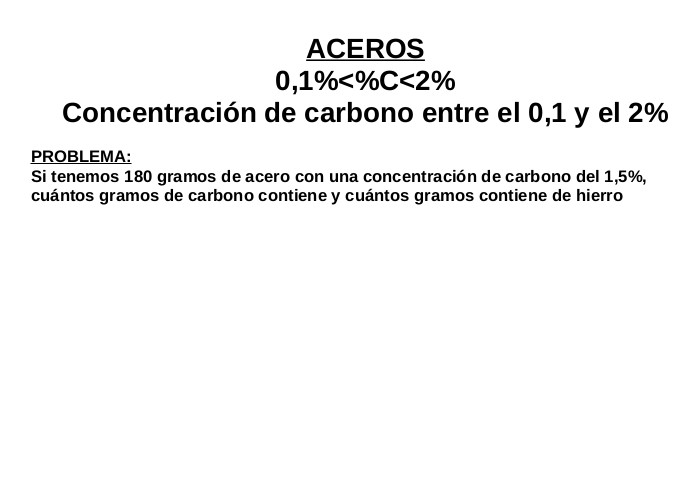 ACEROS
0,1%<%C<2%
Concentración de carbono entre el 0,1 y el 2%
PROBLEMA:
Si tenemos 180 gramos de acero con una concentración de carbono del 1,5%,
cuántos gramos de carbono contiene y cuántos gramos contiene de hierro